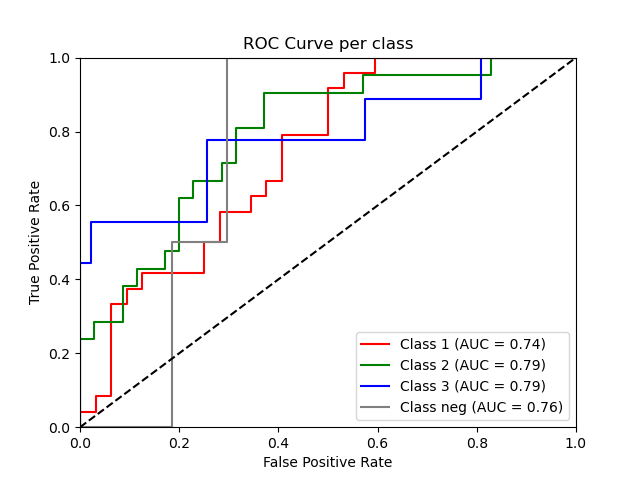 ROC Curve per class
True Positive Rate
1.0
0.8
0.6
0.4
0.2
0.0
Class 1 (AUC = 0.74)
Class 2 (AUC = 0.79)
Class 3 (AUC = 0.79)
Class neg (AUC = 0.76)
0.0 0.2 0.4 0.6 0.8 1.0
False Positive Rate